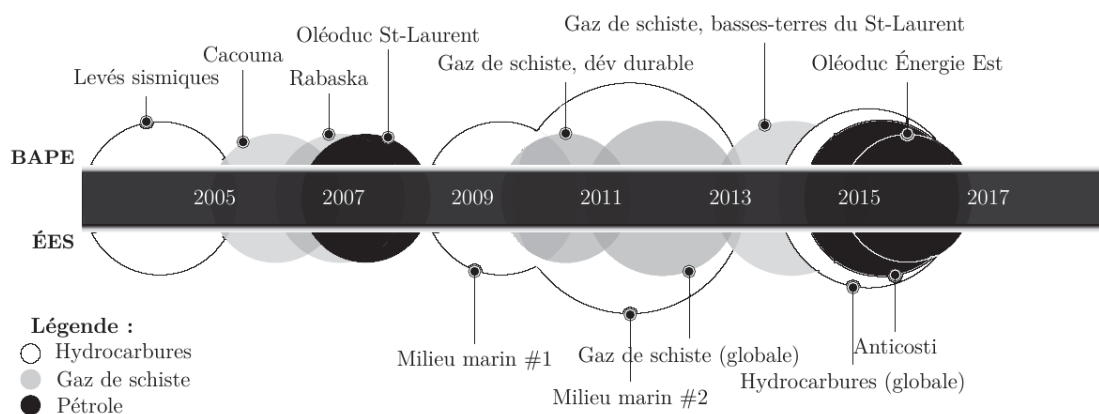 Gaz de schiste, basses-terres du St-Laurent
Oléoduc St-Laurent
Cacouna
Gaz de schiste, dév durable
Oléoduc Énergie Est
Levés sismiques
Rabaska
BAPE
2005
2007
2009
2011
2013
2015
2017
ÉES
Légende :
Hydrocarbures
Gaz de schiste
Pétrole
Milieu marin #1
Gaz de schiste (globale)
Anticosti
Milieu marin #2
Hydrocarbures (globale)